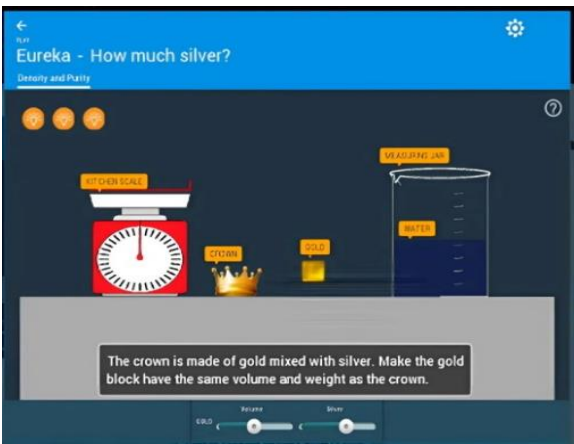 PLAY
Eureka - How much silver?
Density and Purity
MEASURING JAR
KITCHEN SCALE
WATER
CROWN
GOLD
The crown is made of gold mixed with silver. Make the gold
block have the same volume and weight as the crown.
Volume Silver
GOLD